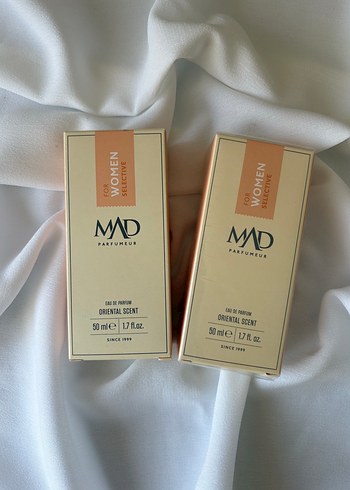 FOR
WOMEN
SELECTIVE
MAD
PARFUMEUR
EAU DE PARFUM
ORIENTAL SCENT
50 ml ℮ 1.7 fl.oz.
SINCE 1999
FOR
WOMEN
SELECTIVE
MAD
PARFUMEUR
EAU DE PARFUM
ORIENTAL SCENT
50 ml ℮ 1.7 fl. oz.
SINCE 1999